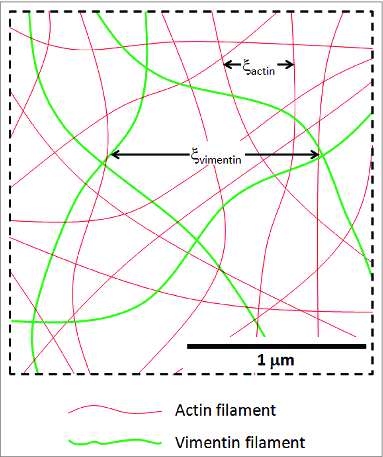 ξactin
ξvimentin
1 μm
Actin filament
Vimentin filament